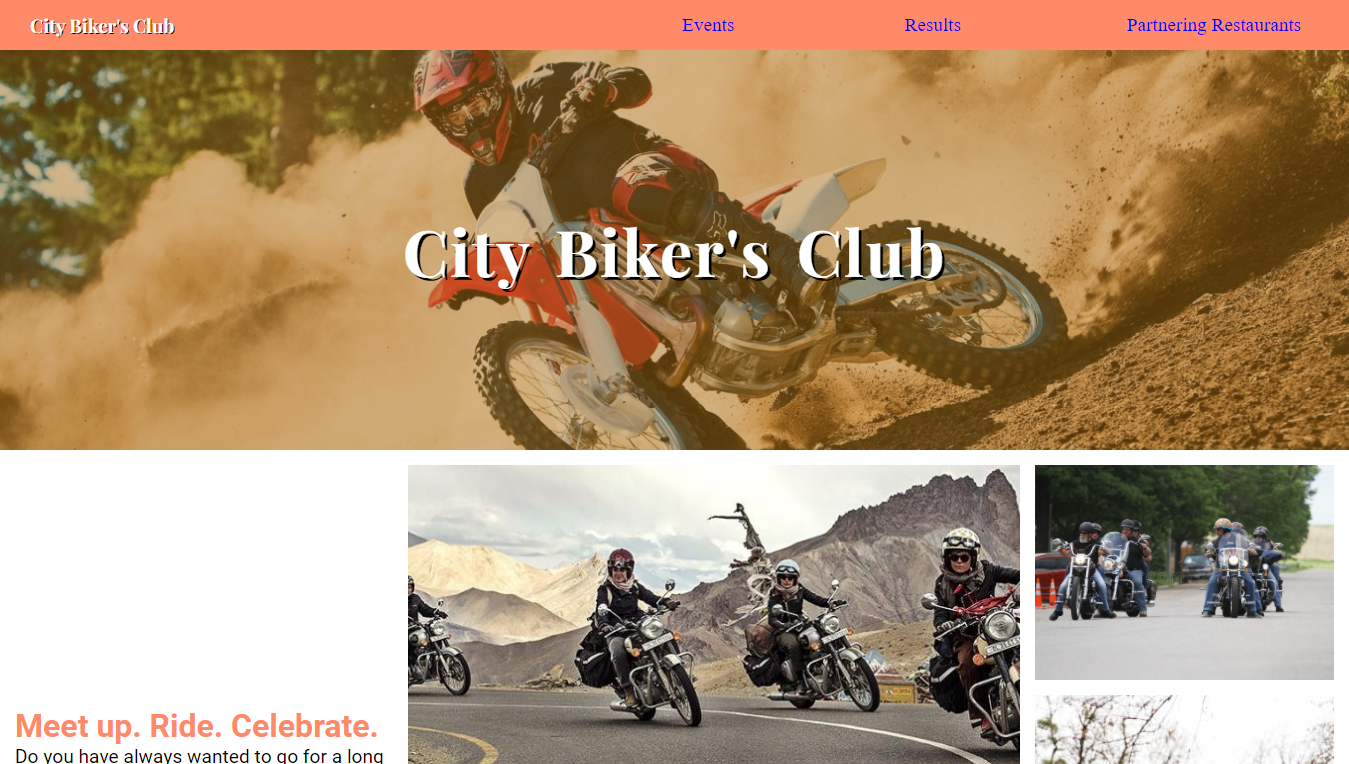 City Biker's Club
Events
Results
Partnering Restaurants
City Biker's Club
Meet up. Ride. Celebrate.
Do you have always wanted to go for a long